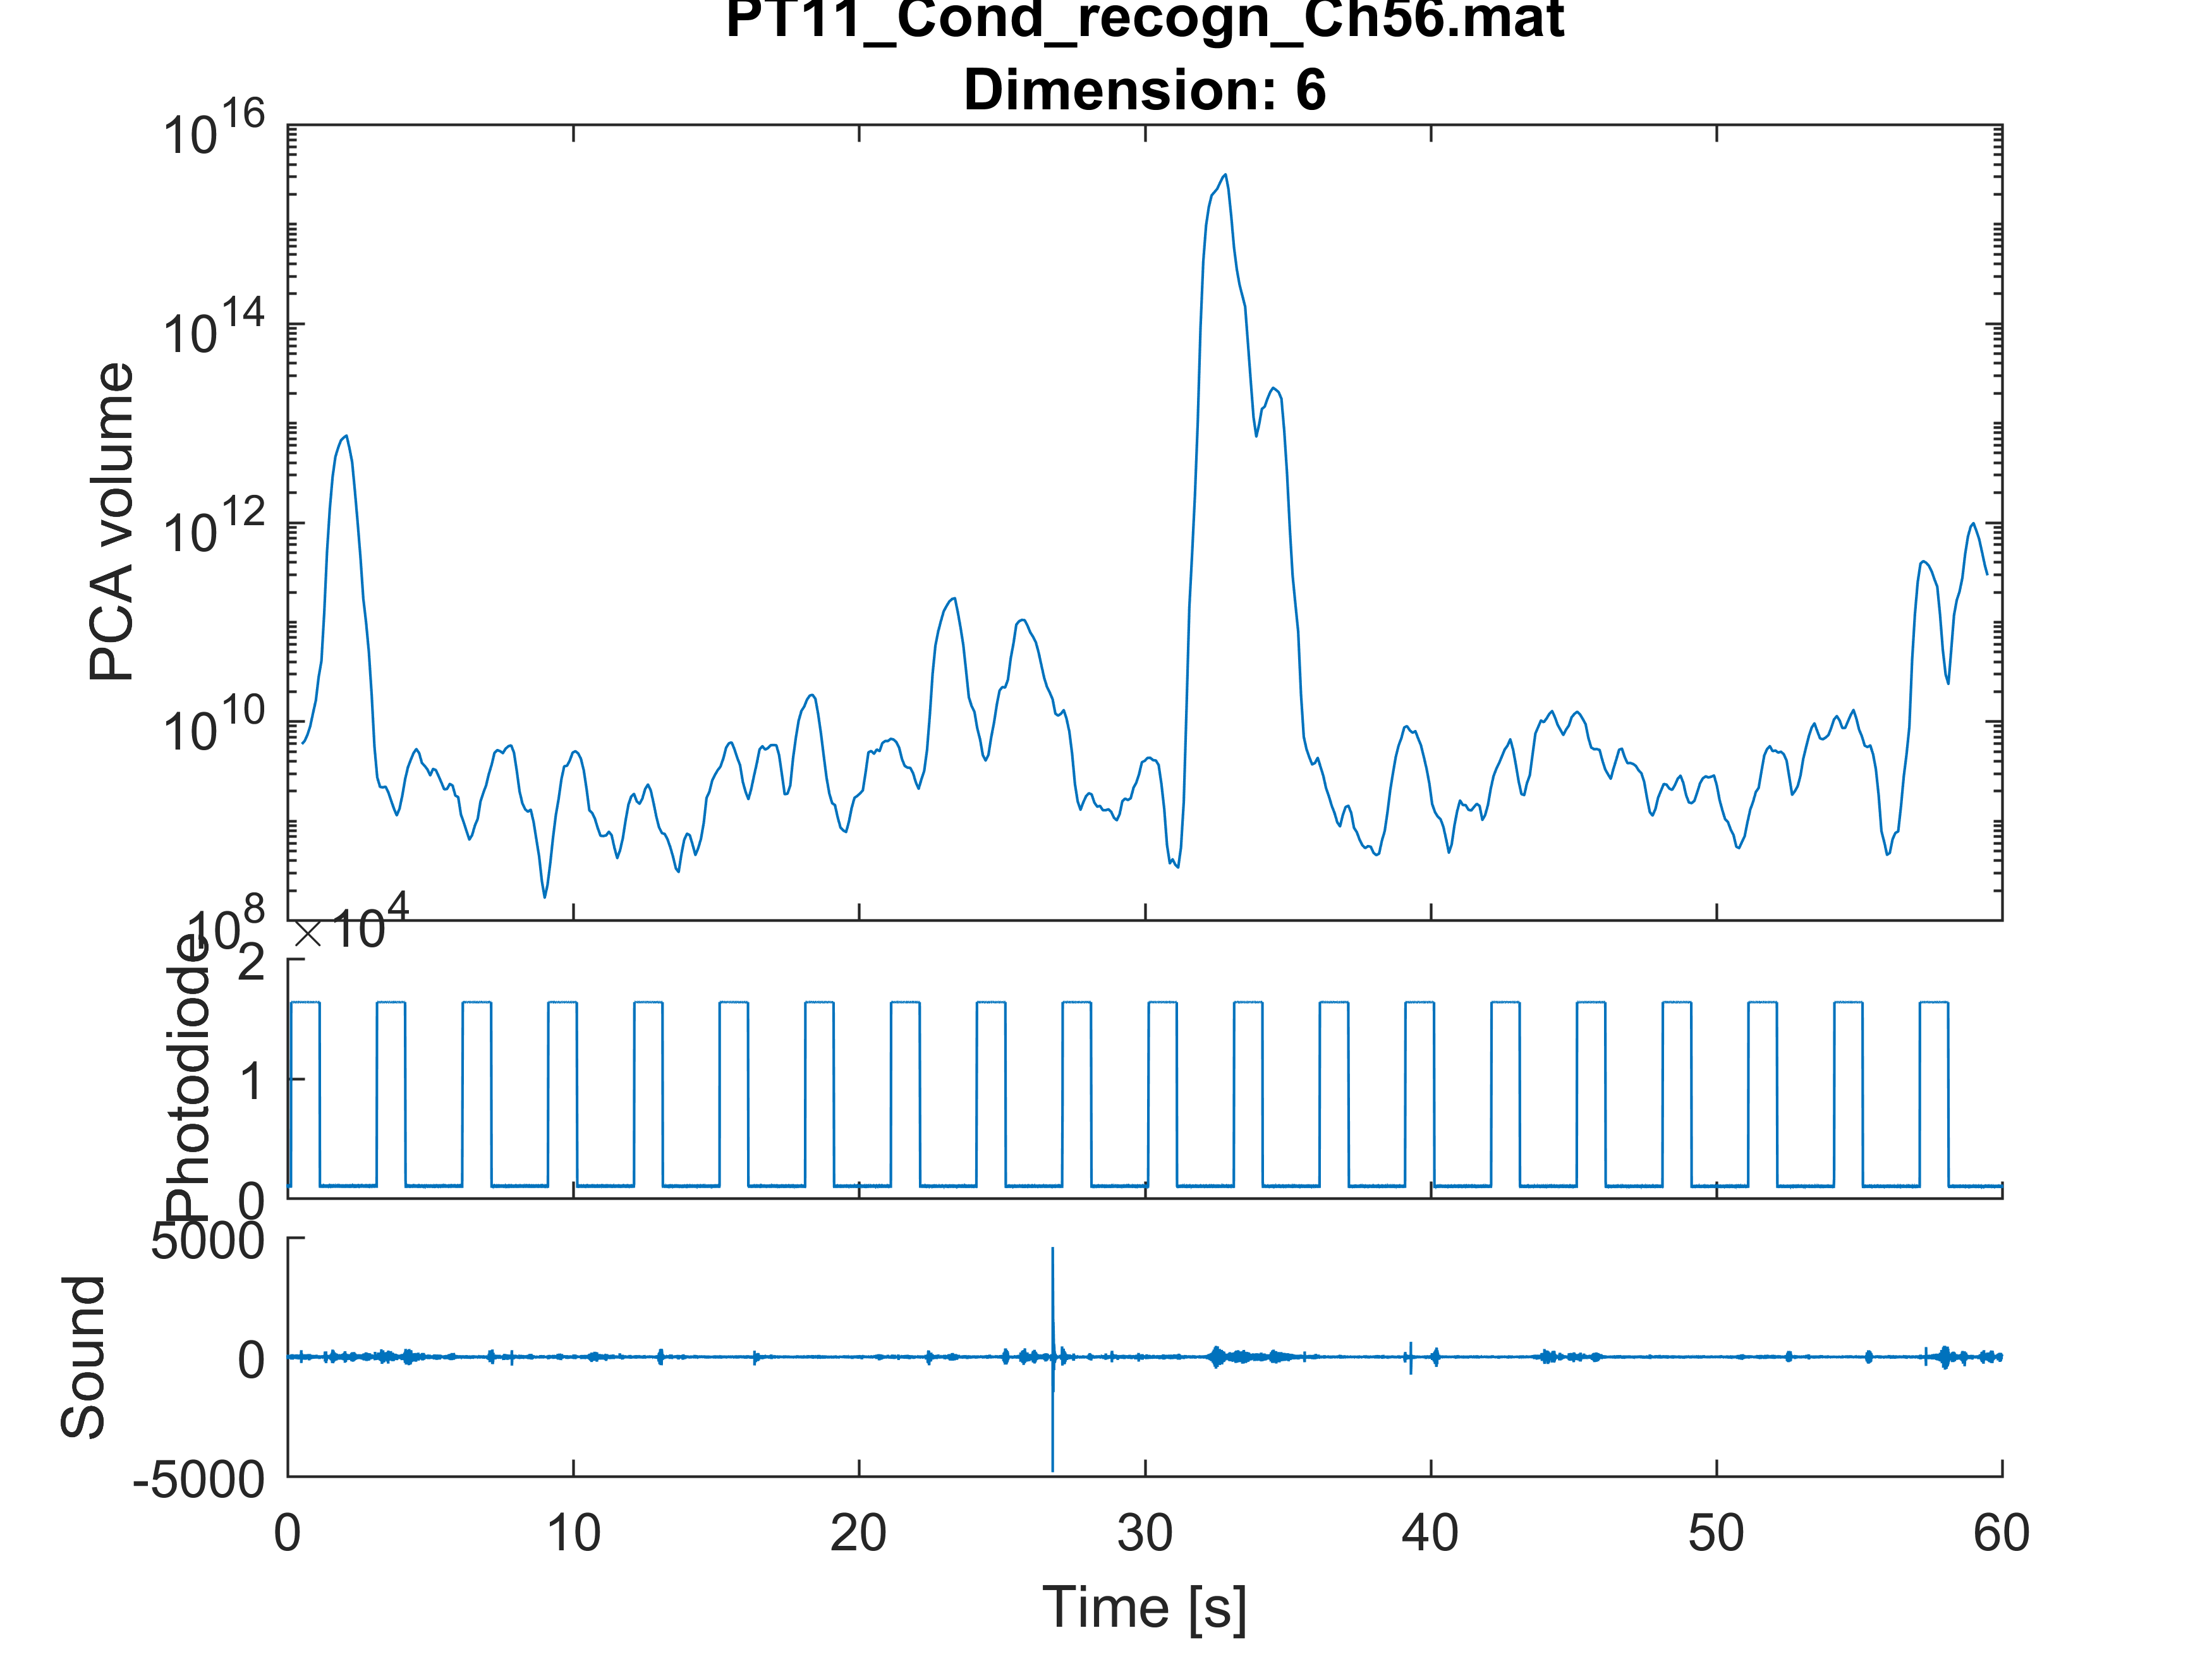 PT11_Cond_recogn_Ch56.mat
Dimension: 6
10^16
10^14
10^12
10^10
10^8
PCA volume
× 10^4
2
1
0
Photodiode
5000
0
-5000
Sound
0 10 20 30 40 50 60
Time [s]